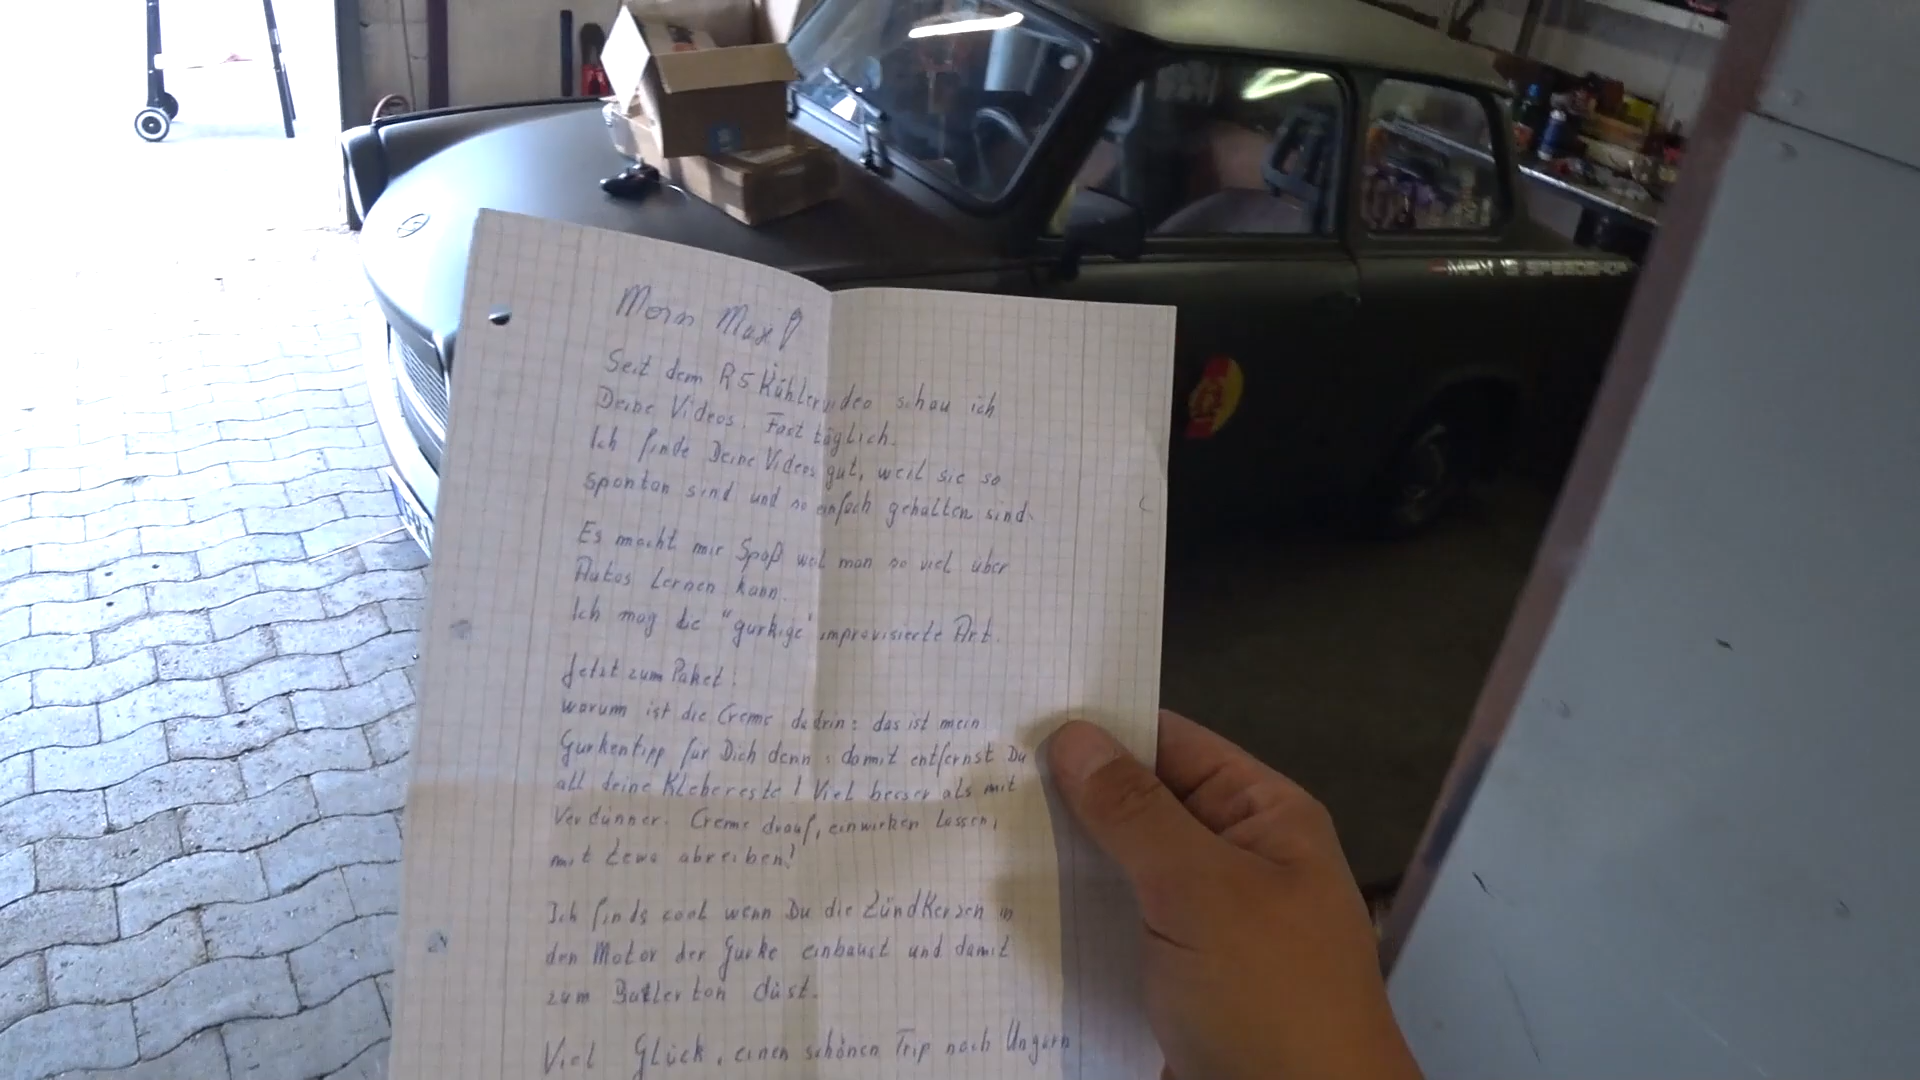 Moin Max!
Seit dem R5 Kühlervideo schau ich
Deine Videos. Fast täglich.
Ich finde Deine Videos gut, weil sie so
spontan sind und so einfach gehalten sind.
Es macht mir Spaß weil man so viel über
Autos Lernen kann.
Ich mag die "gurkige" improvisierte Art.
Jetzt zum Paket:
warum ist die Creme dadrin: das ist mein
Gurkentipp für Dich denn: damit entfernst Du
all deine Klebereste! Viel besser als mit
Verdünner. Creme drauf, einwirken Lassen,
mit Zewa abreiben!
Ich finds cool wenn Du die Zündkerzen in
den Motor der Gurke einbaust und damit
zum Ballerton düst.
Viel Glück, einen schönen Trip nach Ungarn
MAX'S SPEEDSHOP